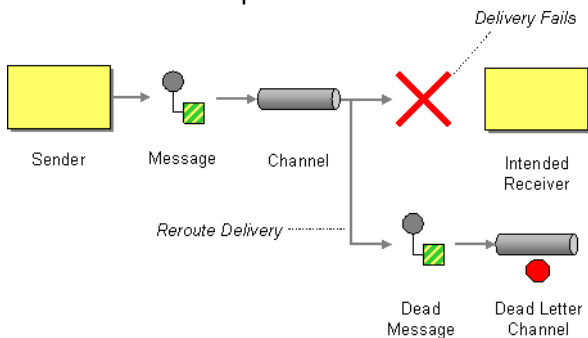 Delivery Fails
Sender
Message
Channel
Intended
Receiver
Reroute Delivery
Dead
Message
Dead Letter
Channel